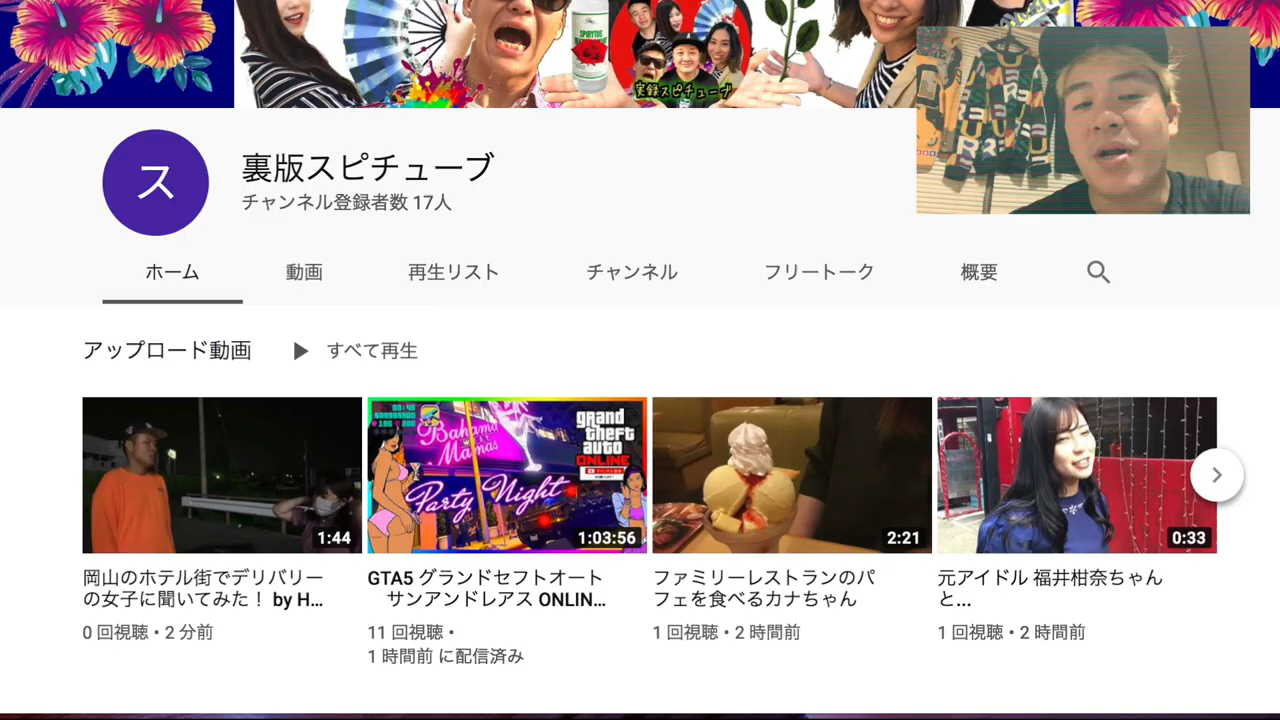 SPIRYTUS
実録スピチューブ
ス
裏版スピチューブ
チャンネル登録者数 17人
ホーム
動画
再生リスト
チャンネル
フリートーク
概要
アップロード動画
すべて再生
1:44
Bahama
Mamas
Party Night
grand
theft
auto
ONLINE
1:03:56
2:21
0:33
岡山のホテル街でデリバリー
の女子に聞いてみた！ by H...
0 回視聴・2 分前
GTA5 グランドセフトオート
サンアンドレアス ONLIN...
11 回視聴・
1 時間前 に配信済み
ファミリーレストランのパ
フェを食べるカナちゃん
1 回視聴・2 時間前
元アイドル 福井柑奈ちゃん
と...
1 回視聴・2 時間前